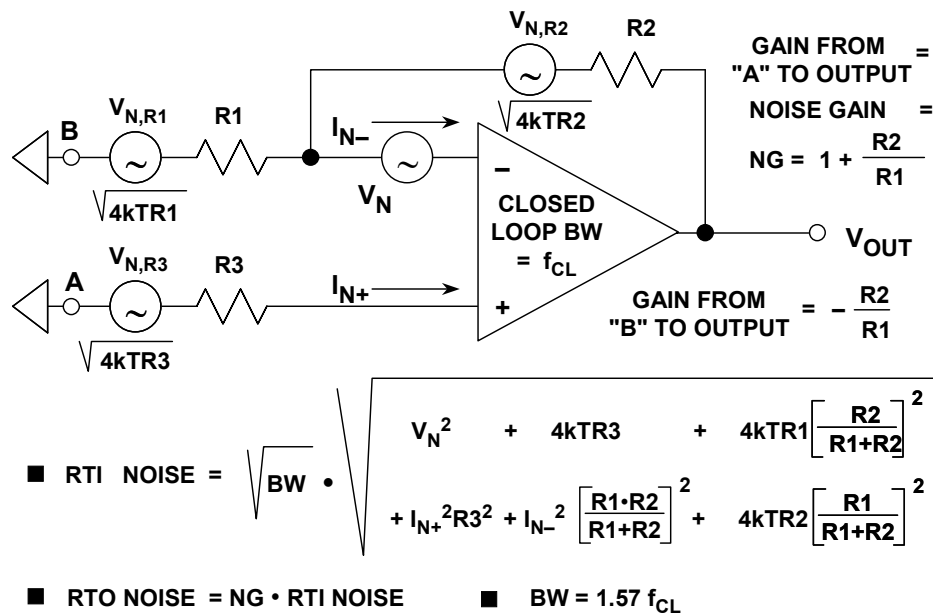 V_N,R2
R2
∼
√4kTR2
GAIN FROM =
"A" TO OUTPUT
NOISE GAIN =
NG = 1 + R2/R1
B
V_N,R1
R1
∼
√4kTR1
I_N–
∼
V_N
–
CLOSED
LOOP BW
= f_CL
+
V_OUT
A
V_N,R3
R3
∼
√4kTR3
I_N+
GAIN FROM
"B" TO OUTPUT = – R2/R1
■ RTI NOISE = √BW • √
V_N² + 4kTR3 + 4kTR1[R2/(R1+R2)]²
+ I_N+²R3² + I_N–²[R1•R2/(R1+R2)]² + 4kTR2[R1/(R1+R2)]²
■ RTO NOISE = NG • RTI NOISE
■ BW = 1.57 f_CL